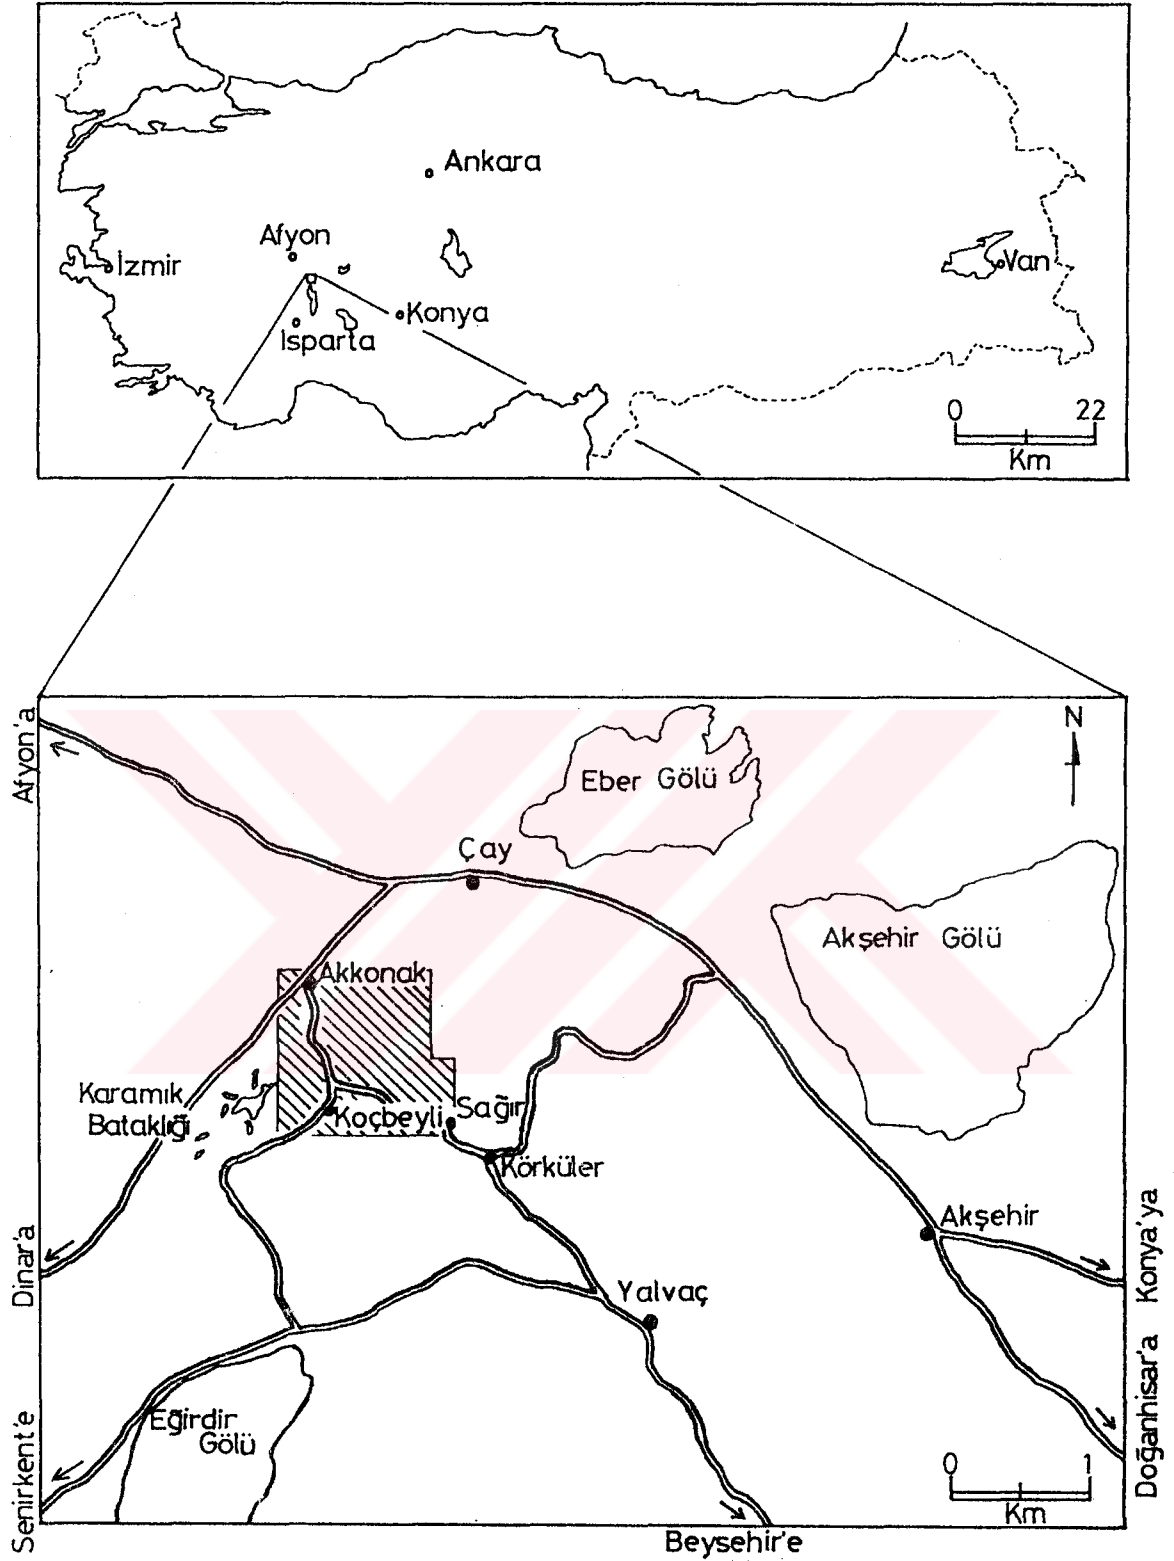 Ankara
Afyon
İzmir
Van
Konya
Isparta
0 22
Km
Afyon'a
N
Eber Gölü
Çay
Akşehir Gölü
Akkonak
Karamık
Bataklığı
Koçbeyli
Sağır
Körküler
Akşehir
Konya'ya
Dinar'a
Yalvaç
Doğanhisar'a
Eğirdir
Gölü
Senirkent'e
0 1
Km
Beysehir'e